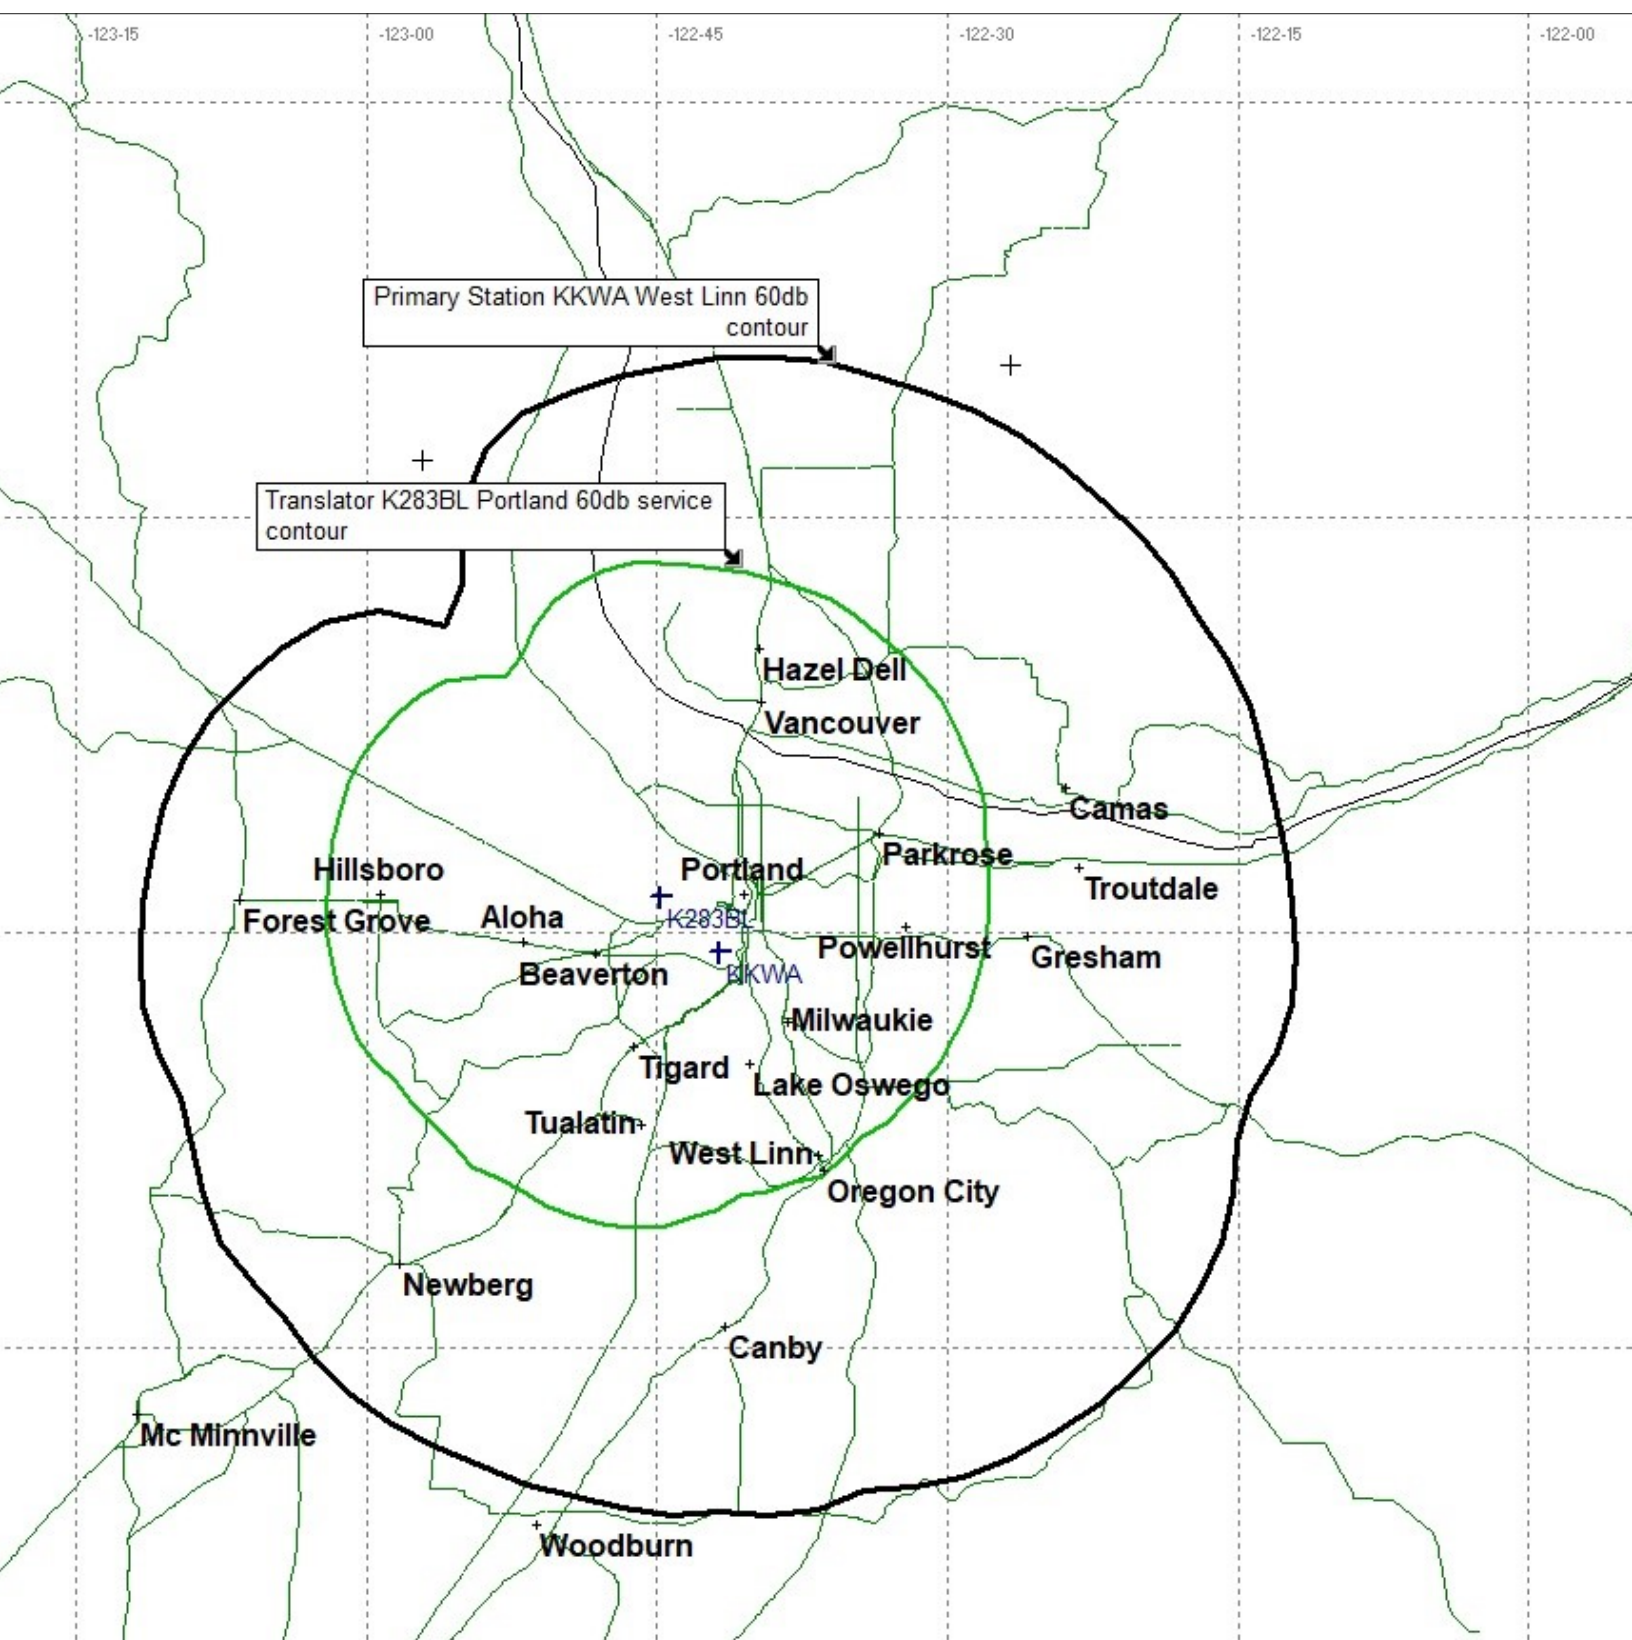 -123-15
-123-00
-122-45
-122-30
-122-15
-122-00
Primary Station KKWA West Linn 60db
contour
Translator K283BL Portland 60db service
contour
Hazel Dell
Vancouver
Camas
Parkrose
Portland
Hillsboro
Troutdale
Forest Grove
Aloha
K283BL
Powellhurst
Gresham
Beaverton
KKWA
Milwaukie
Tigard
Lake Oswego
Tualatin
West Linn
Oregon City
Newberg
Canby
Mc Minnville
Woodburn